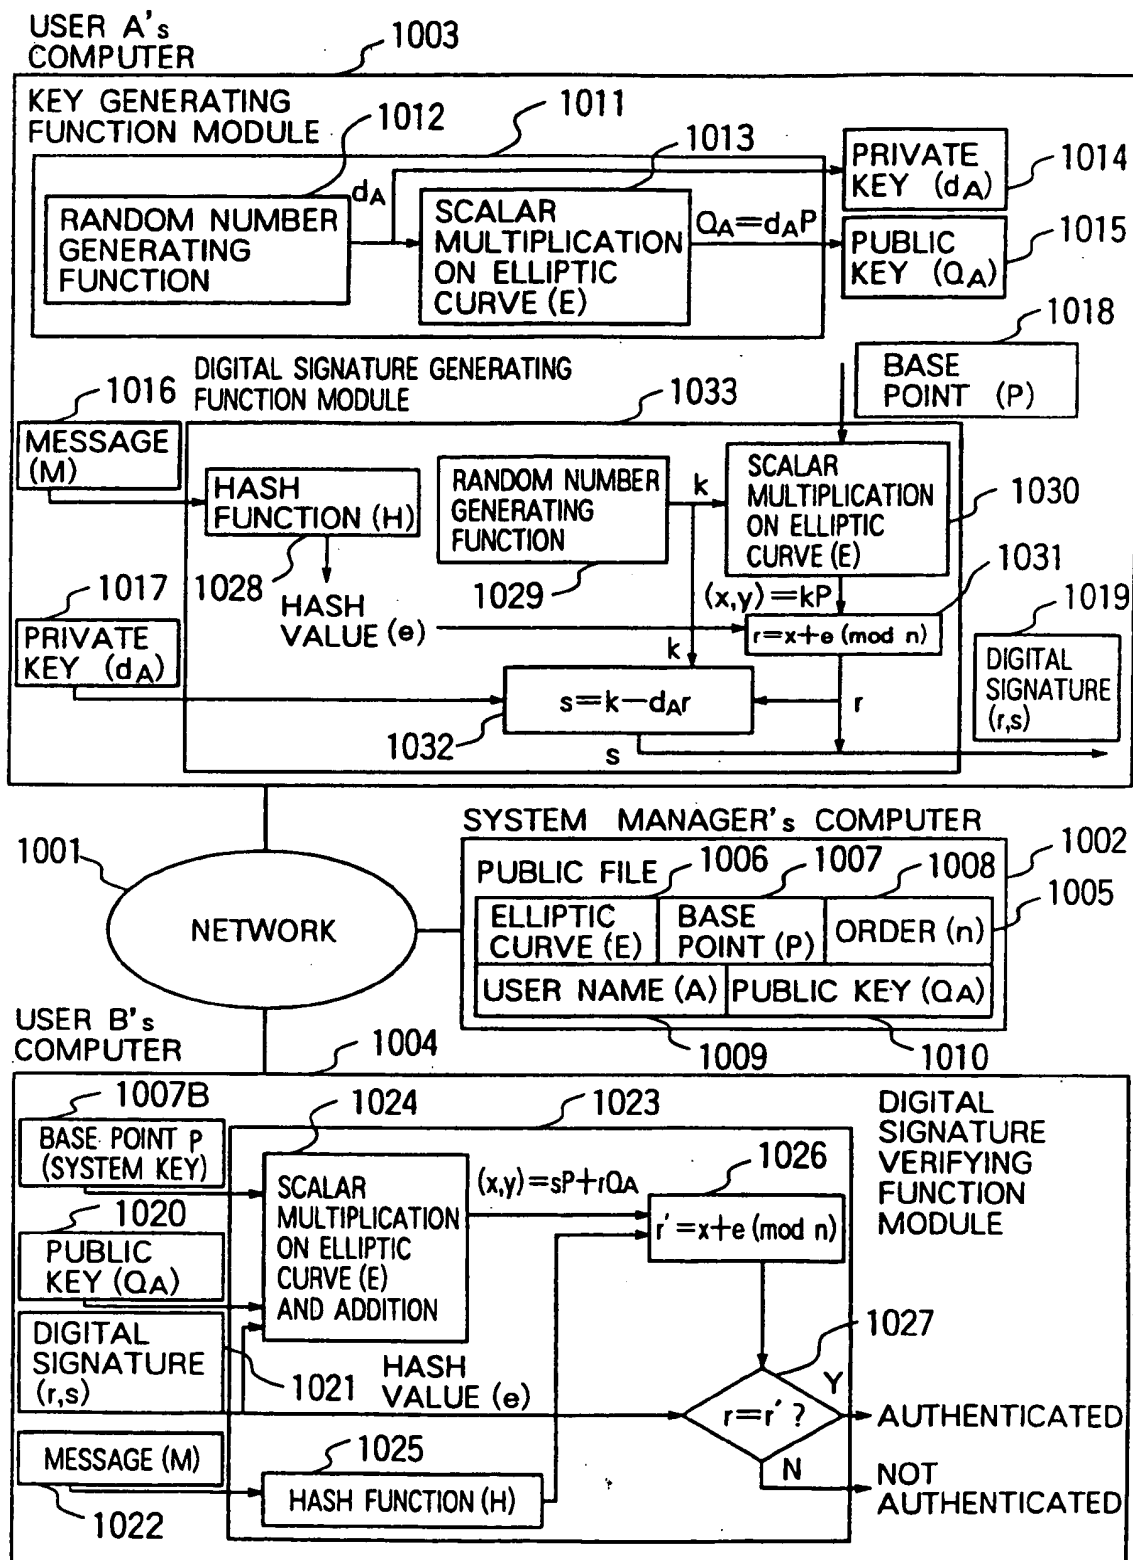 USER A's
COMPUTER
1003
KEY GENERATING
FUNCTION MODULE
1012
1011
1013
dA
RANDOM NUMBER
GENERATING
FUNCTION
SCALAR
MULTIPLICATION
ON ELLIPTIC
CURVE (E)
QA=dAP
PRIVATE
KEY (dA)
1014
PUBLIC
KEY (QA)
1015
1018
BASE
POINT (P)
DIGITAL SIGNATURE GENERATING
FUNCTION MODULE
1016
1033
MESSAGE
(M)
HASH
FUNCTION (H)
1028
RANDOM NUMBER
GENERATING
FUNCTION
1029
k
SCALAR
MULTIPLICATION
ON ELLIPTIC
CURVE (E)
1030
1031
(x,y)=kP
HASH
VALUE (e)
r=x+e (mod n)
1017
PRIVATE
KEY (dA)
k
s=k-dAr
1032
r
s
1019
DIGITAL
SIGNATURE
(r,s)
1001
NETWORK
SYSTEM MANAGER's COMPUTER
1002
PUBLIC FILE
1006
1007
1008
1005
ELLIPTIC
CURVE (E)
BASE
POINT (P)
ORDER (n)
USER NAME (A)
PUBLIC KEY (QA)
1009
1010
USER B's
COMPUTER
1004
1007B
1024
1023
BASE POINT P
(SYSTEM KEY)
SCALAR
MULTIPLICATION
ON ELLIPTIC
CURVE (E)
AND ADDITION
(x,y)=sP+rQA
1026
r'=x+e (mod n)
DIGITAL
SIGNATURE
VERIFYING
FUNCTION
MODULE
1020
PUBLIC
KEY (QA)
DIGITAL
SIGNATURE
(r,s)
1021
HASH
VALUE (e)
1027
r=r' ?
Y
AUTHENTICATED
N
NOT
AUTHENTICATED
MESSAGE (M)
1022
1025
HASH FUNCTION (H)